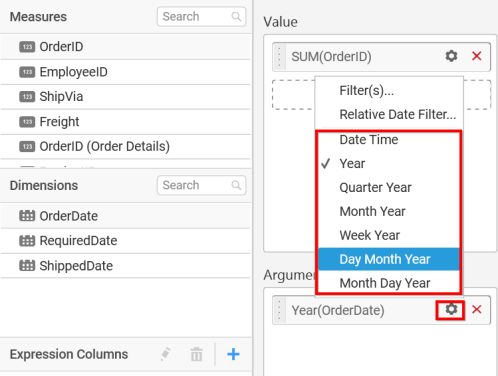 Measures
Search
123 OrderID
123 EmployeeID
123 ShipVia
123 Freight
123 OrderID (Order Details)
Dimensions
Search
OrderDate
RequiredDate
ShippedDate
Expression Columns
Value
SUM(OrderID)
Filter(s)...
Relative Date Filter...
Date Time
Year
Quarter Year
Month Year
Week Year
Day Month Year
Month Day Year
Year(OrderDate)